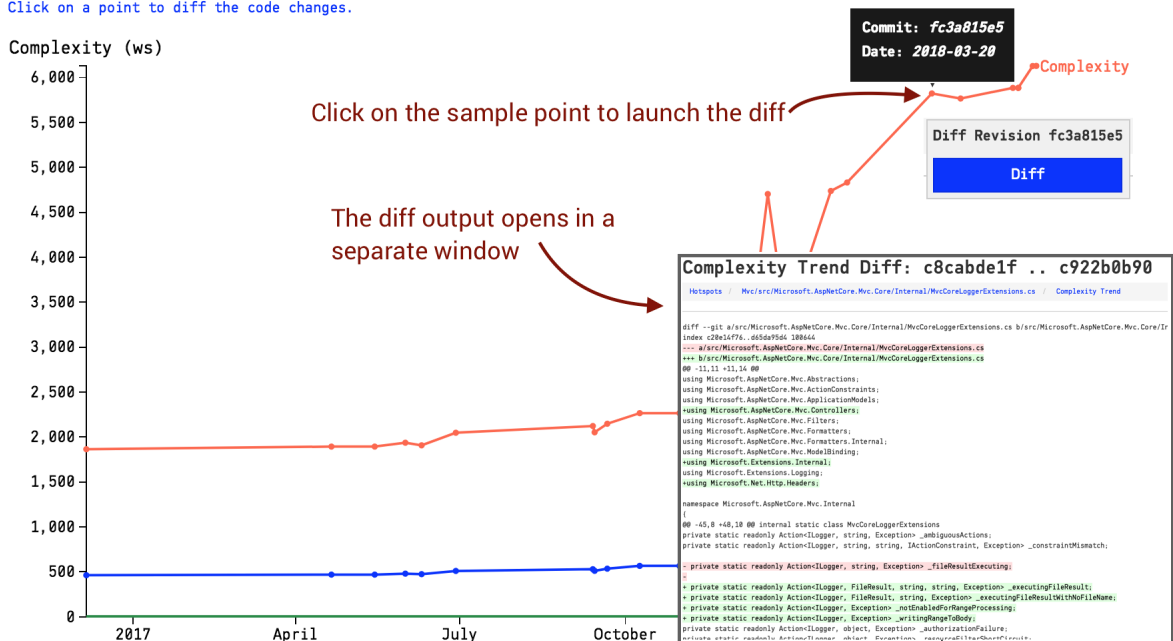 Click on a point to diff the code changes.
Complexity (ws)
6,000
5,500
5,000
4,500
4,000
3,500
3,000
2,500
2,000
1,500
1,000
500
0
2017
April
July
October
Commit: fc3a815e5
Date: 2018-03-20
Complexity
Click on the sample point to launch the diff
Diff Revision fc3a815e5
Diff
The diff output opens in a
separate window
Complexity Trend Diff: c8cabde1f .. c922b0b90
Hotspots / Mvc/src/Microsoft.AspNetCore.Mvc.Core/Internal/MvcCoreLoggerExtensions.cs / Complexity Trend
diff --git a/src/Microsoft.AspNetCore.Mvc.Core/Internal/MvcCoreLoggerExtensions.cs b/src/Microsoft.AspNetCore.Mvc.Core/Ir
index c20e14f76..d65da95d4 100644
--- a/src/Microsoft.AspNetCore.Mvc.Core/Internal/MvcCoreLoggerExtensions.cs
+++ b/src/Microsoft.AspNetCore.Mvc.Core/Internal/MvcCoreLoggerExtensions.cs
@@ -11,11 +11,14 @@
using Microsoft.AspNetCore.Mvc.Abstractions;
using Microsoft.AspNetCore.Mvc.ActionConstraints;
using Microsoft.AspNetCore.Mvc.ApplicationModels;
+using Microsoft.AspNetCore.Mvc.Controllers;
using Microsoft.AspNetCore.Mvc.Filters;
using Microsoft.AspNetCore.Mvc.Formatters;
using Microsoft.AspNetCore.Mvc.Formatters.Internal;
using Microsoft.AspNetCore.Mvc.ModelBinding;
+using Microsoft.Extensions.Internal;
using Microsoft.Extensions.Logging;
+using Microsoft.Net.Http.Headers;
namespace Microsoft.AspNetCore.Mvc.Internal
{
@@ -45,8 +48,10 @@ internal static class MvcCoreLoggerExtensions
private static readonly Action<ILogger, string, Exception> _ambiguousActions;
private static readonly Action<ILogger, string, string, IActionConstraint, Exception> _constraintMismatch;
- private static readonly Action<ILogger, string, Exception> _fileResultExecuting;
-
+ private static readonly Action<ILogger, FileResult, string, string, Exception> _executingFileResult;
+ private static readonly Action<ILogger, FileResult, string, Exception> _executingFileResultWithNoFileName;
+ private static readonly Action<ILogger, Exception> _notEnabledForRangeProcessing;
+ private static readonly Action<ILogger, Exception> _writingRangeToBody;
private static readonly Action<ILogger, object, Exception> _authorizationFailure;
private static readonly Action<ILogger, object, Exception> _resourceFilterShortCircuit;